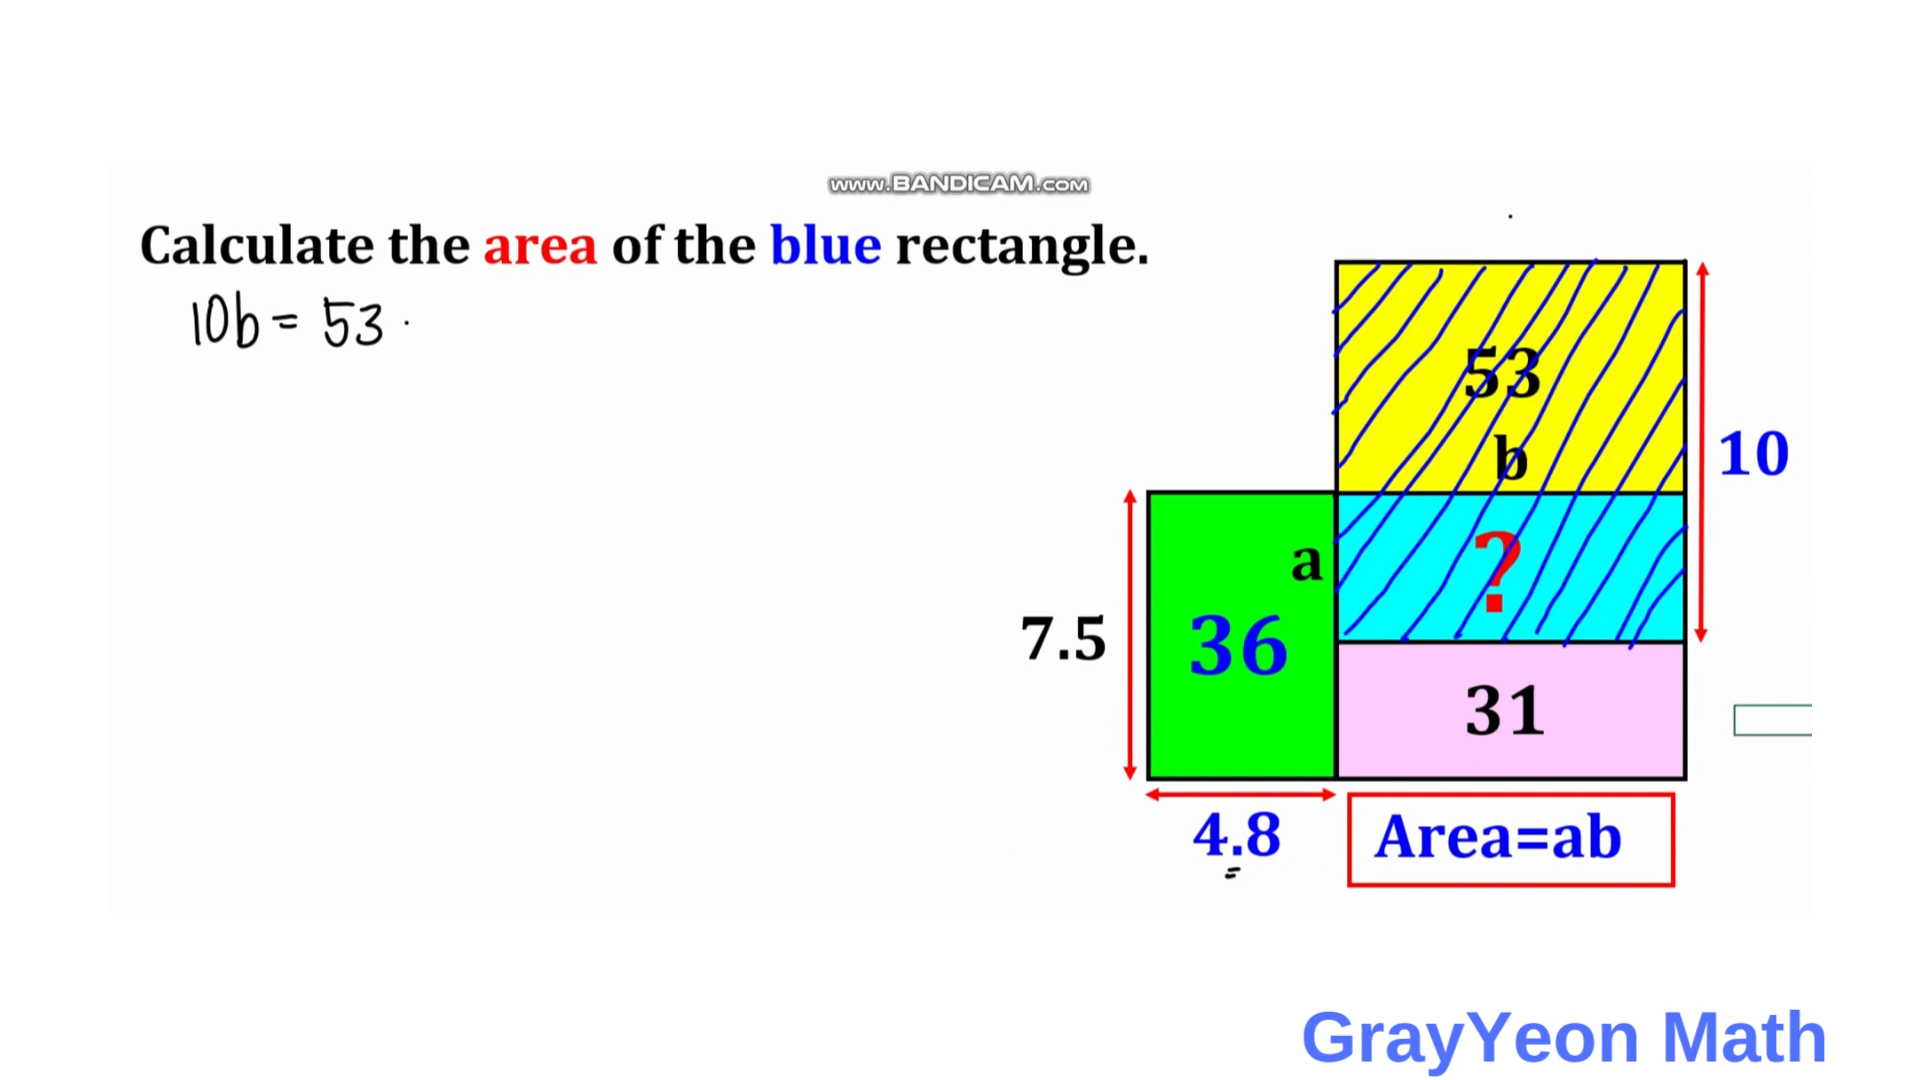 www.BANDICAM.com
Calculate the area of the blue rectangle.
10b = 53
53
b
10
a
?
7.5
36
31
4.8
=
Area=ab
GrayYeon Math